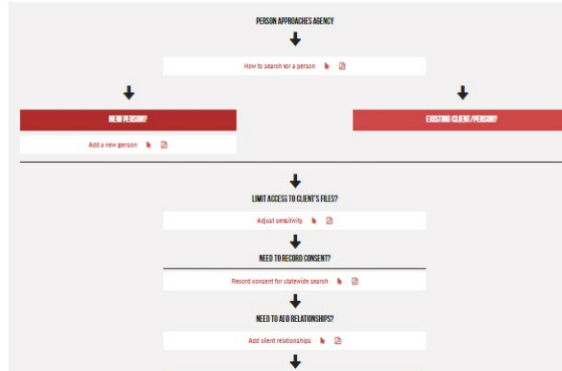 PERSON APPROACHES AGENCY
How to search for a person
NEW PERSON?
EXISTING CLIENT/PERSON?
Add a new person
LIMIT ACCESS TO CLIENT'S FILES?
Adjust sensitivity
NEED TO RECORD CONSENT?
Record consent for statewide search
NEED TO ADD RELATIONSHIPS?
Add client relationships